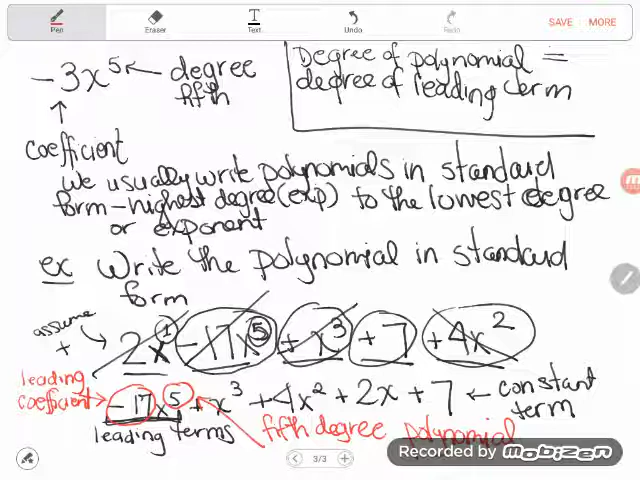 Pen
Eraser
Text
Undo
Redo
SAVE
MORE
-3x⁵ ← degree
fifth
Degree of polynomial =
degree of leading term
coefficient
we usually write polynomials in standard
form - highest degree (exp) to the lowest degree
or exponent
ex Write the polynomial in standard
form
assume
+
2x¹ - 17x⁵ + x³ + 7 + 4x²
leading
coefficient → -17x⁵ + x³ + 4x² + 2x + 7 ← constant
term
leading terms
fifth degree polynomial
3/3
Recorded by mobizen